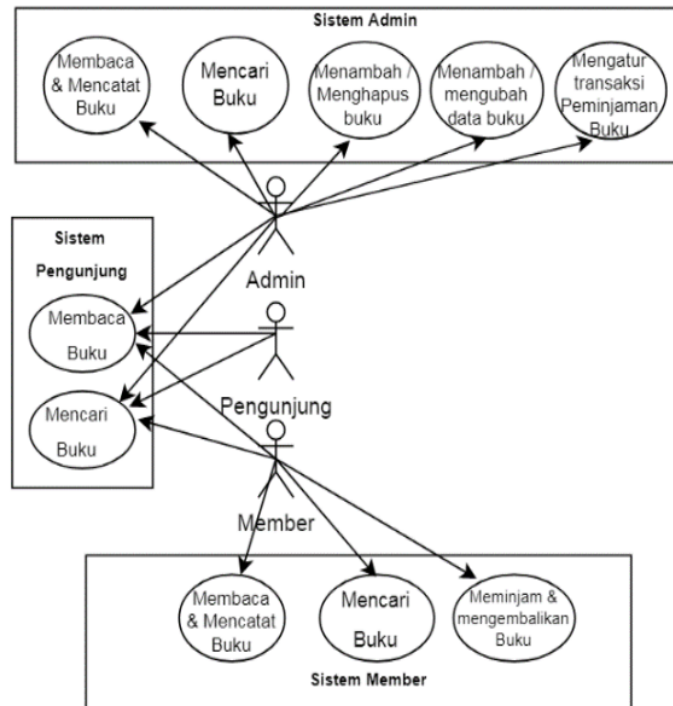 Sistem Admin
Membaca
& Mencatat
Buku
Mencari
Buku
Menambah /
Menghapus
buku
Menambah /
mengubah
data buku
Mengatur
transaksi
Peminjaman
Buku
Admin
Sistem
Pengunjung
Membaca
Buku
Mencari
Buku
Pengunjung
Member
Membaca
& Mencatat
Buku
Mencari
Buku
Meminjam &
mengembalikan
Buku
Sistem Member